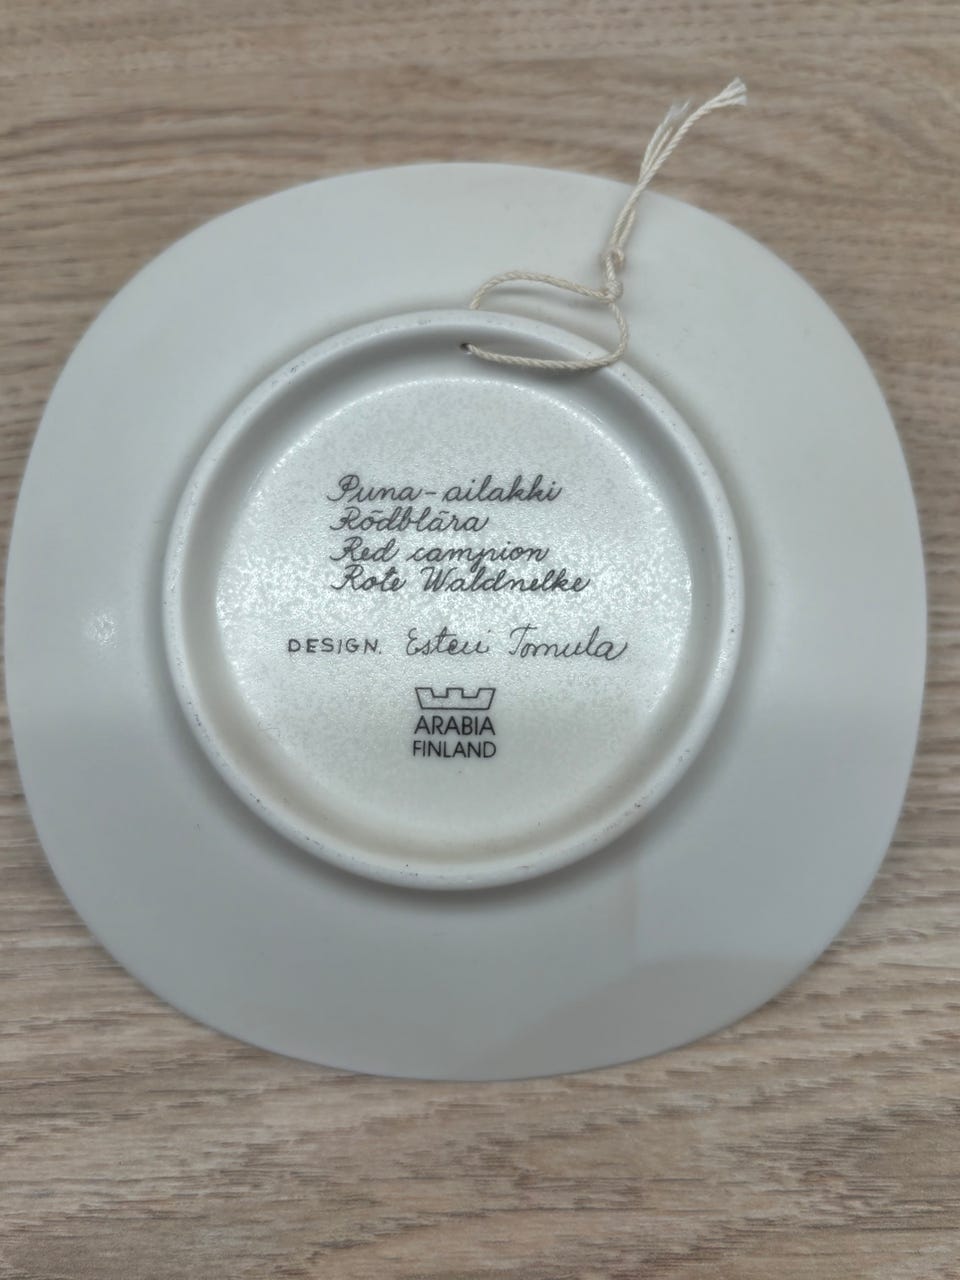 Puna-ailakki
Rödblära
Red campion
Rote Waldnelke
DESIGN. Esteri Tomula
ARABIA
FINLAND